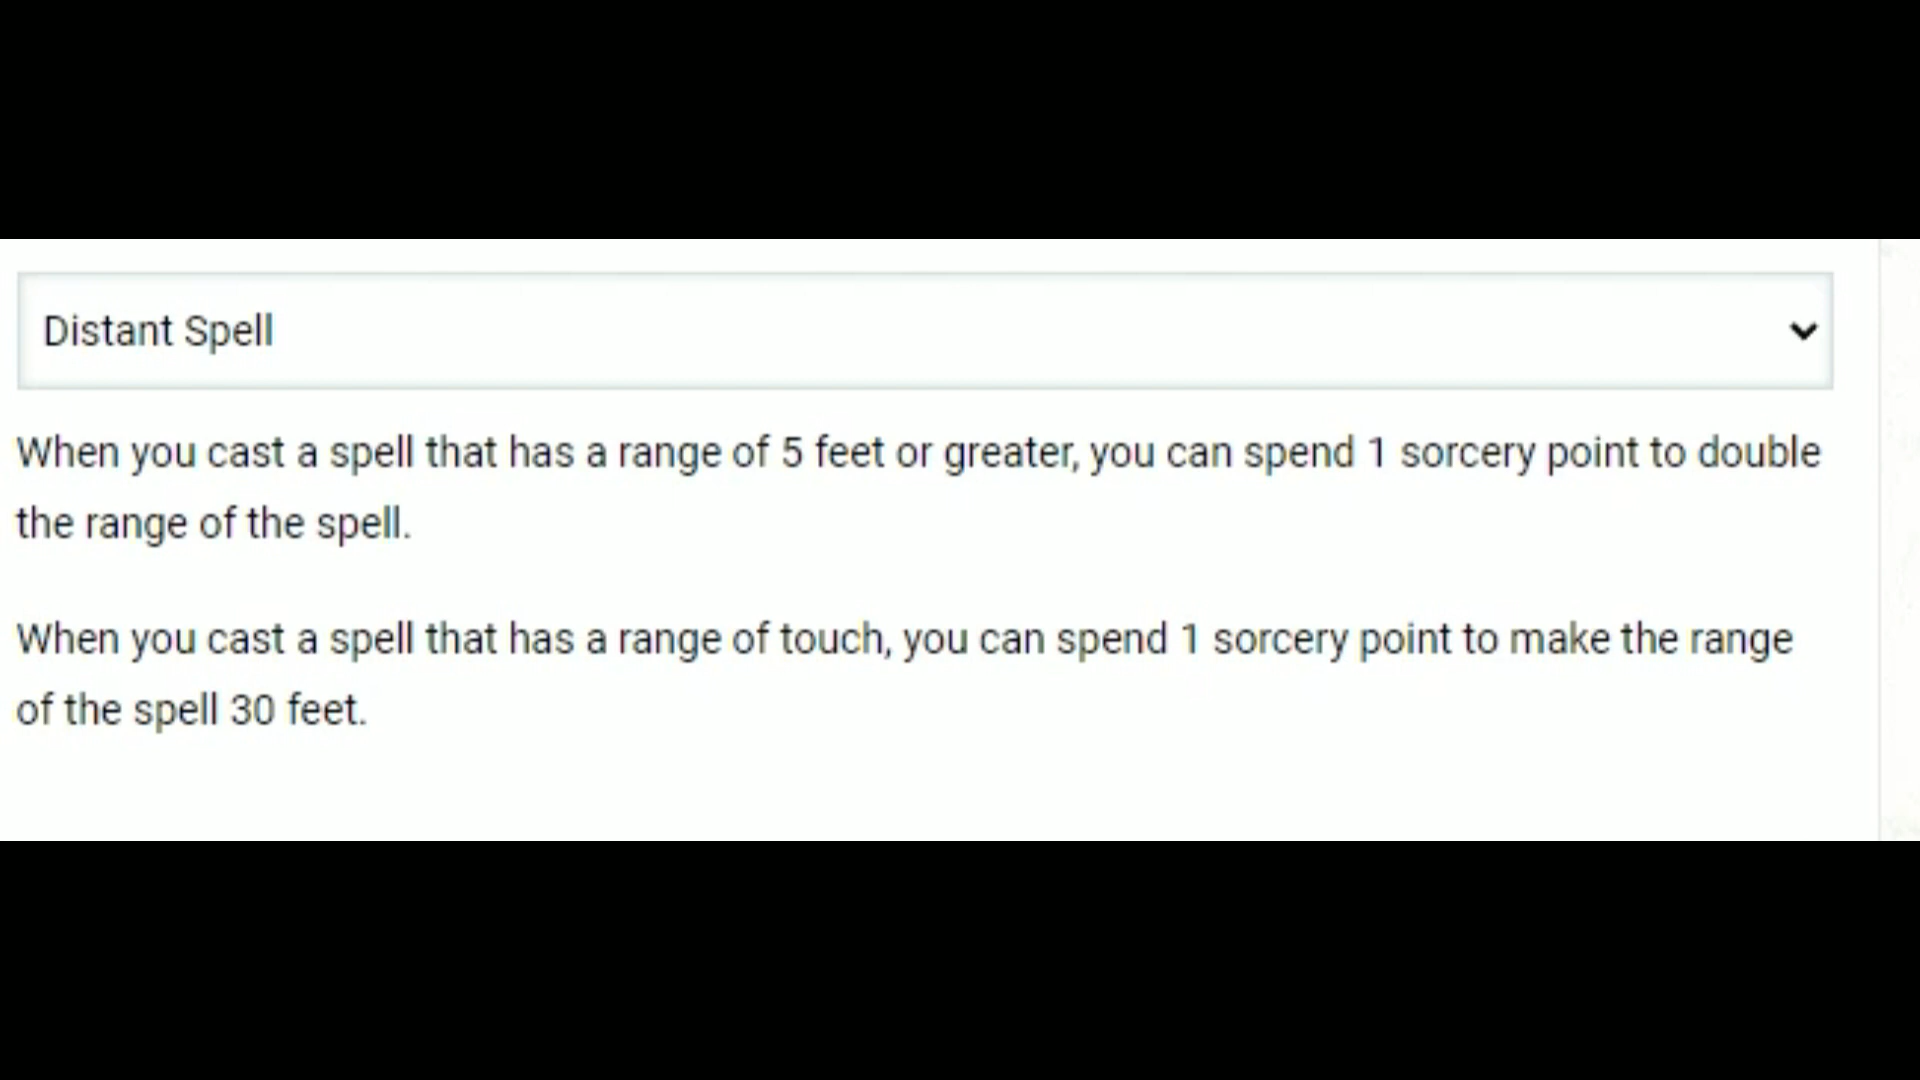 Distant Spell
When you cast a spell that has a range of 5 feet or greater, you can spend 1 sorcery point to double
the range of the spell.
When you cast a spell that has a range of touch, you can spend 1 sorcery point to make the range
of the spell 30 feet.